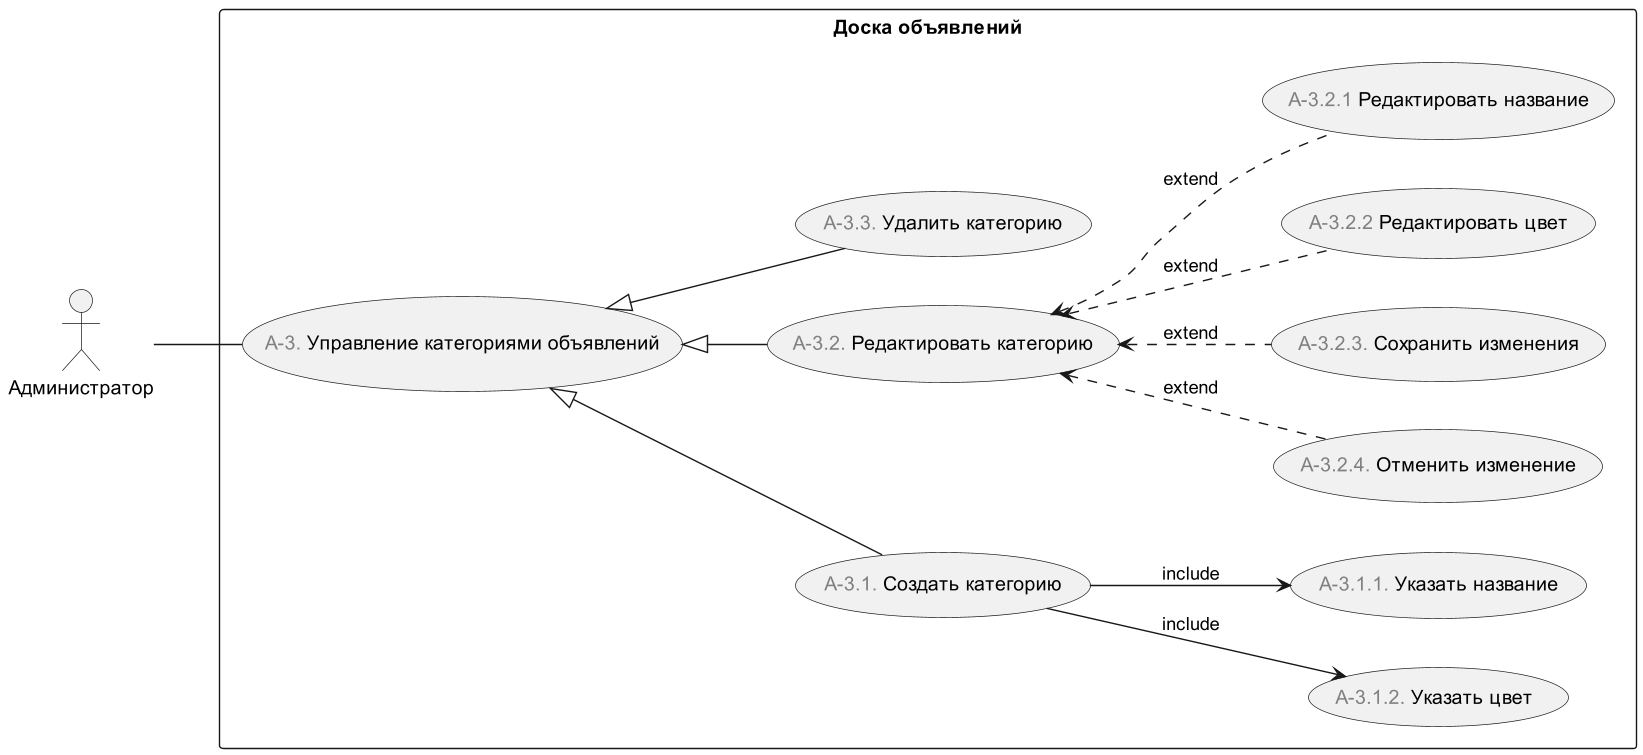 Доска объявлений
A-3.2.1 Редактировать название
extend
A-3.3. Удалить категорию
A-3.2.2 Редактировать цвет
extend
Администратор
A-3. Управление категориями объявлений
A-3.2. Редактировать категорию
extend
A-3.2.3. Сохранить изменения
extend
A-3.2.4. Отменить изменение
A-3.1. Создать категорию
include
A-3.1.1. Указать название
include
A-3.1.2. Указать цвет